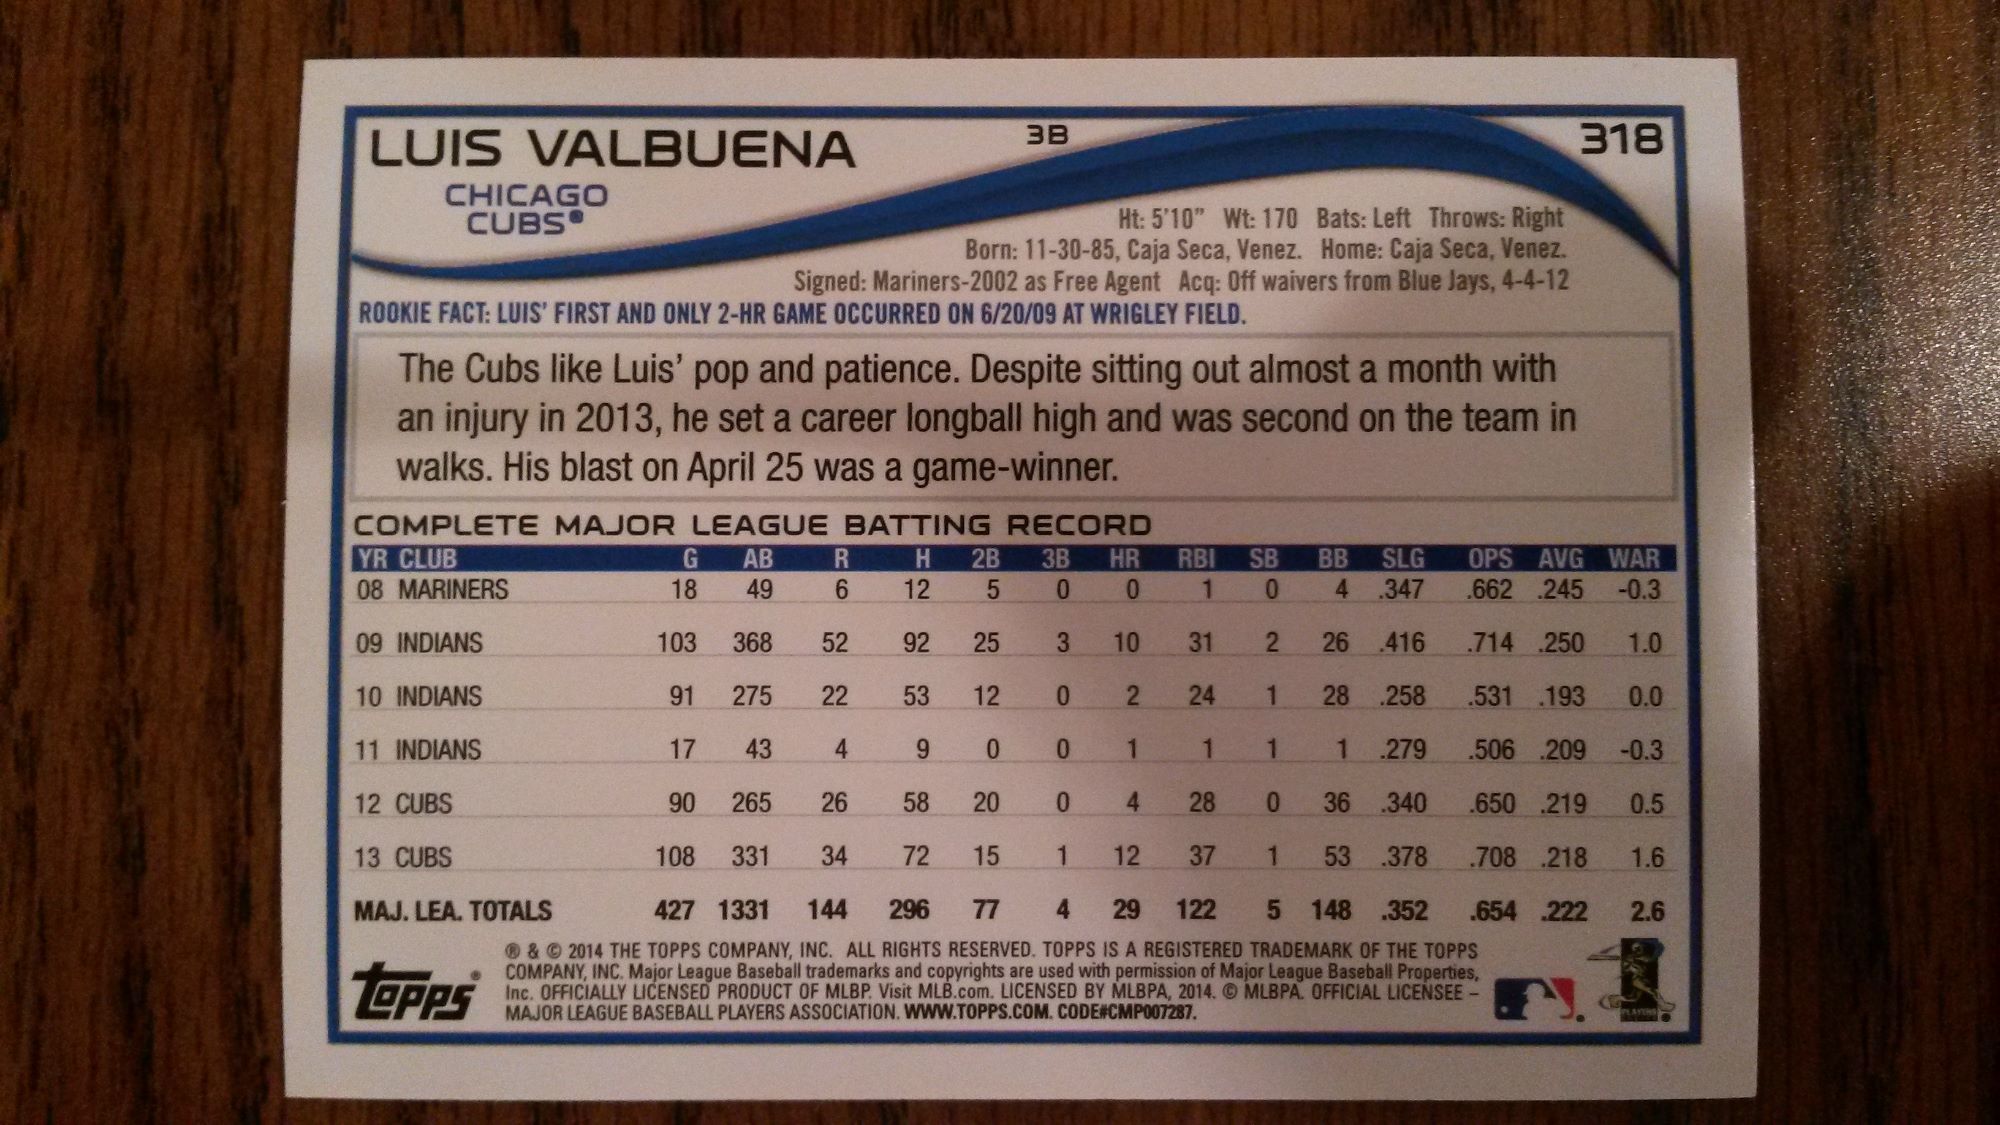 LUIS VALBUENA 3B 318
CHICAGO
CUBS®
Ht: 5'10" Wt: 170 Bats: Left Throws: Right
Born: 11-30-85, Caja Seca, Venez. Home: Caja Seca, Venez.
Signed: Mariners-2002 as Free Agent Acq: Off waivers from Blue Jays, 4-4-12
ROOKIE FACT: LUIS' FIRST AND ONLY 2-HR GAME OCCURRED ON 6/20/09 AT WRIGLEY FIELD.
The Cubs like Luis' pop and patience. Despite sitting out almost a month with
an injury in 2013, he set a career longball high and was second on the team in
walks. His blast on April 25 was a game-winner.
COMPLETE MAJOR LEAGUE BATTING RECORD
YR CLUB G AB R H 2B 3B HR RBI SB BB SLG OPS AVG WAR
08 MARINERS 18 49 6 12 5 0 0 1 0 4 .347 .662 .245 -0.3
09 INDIANS 103 368 52 92 25 3 10 31 2 26 .416 .714 .250 1.0
10 INDIANS 91 275 22 53 12 0 2 24 1 28 .258 .531 .193 0.0
11 INDIANS 17 43 4 9 0 0 1 1 1 1 .279 .506 .209 -0.3
12 CUBS 90 265 26 58 20 0 4 28 0 36 .340 .650 .219 0.5
13 CUBS 108 331 34 72 15 1 12 37 1 53 .378 .708 .218 1.6
MAJ. LEA. TOTALS 427 1331 144 296 77 4 29 122 5 148 .352 .654 .222 2.6
® & © 2014 THE TOPPS COMPANY, INC. ALL RIGHTS RESERVED. TOPPS IS A REGISTERED TRADEMARK OF THE TOPPS
COMPANY, INC. Major League Baseball trademarks and copyrights are used with permission of Major League Baseball Properties,
Inc. OFFICIALLY LICENSED PRODUCT OF MLBP. Visit MLB.com. LICENSED BY MLBPA, 2014. © MLBPA. OFFICIAL LICENSEE –
MAJOR LEAGUE BASEBALL PLAYERS ASSOCIATION. WWW.TOPPS.COM. CODE#CMP007287.
Topps®